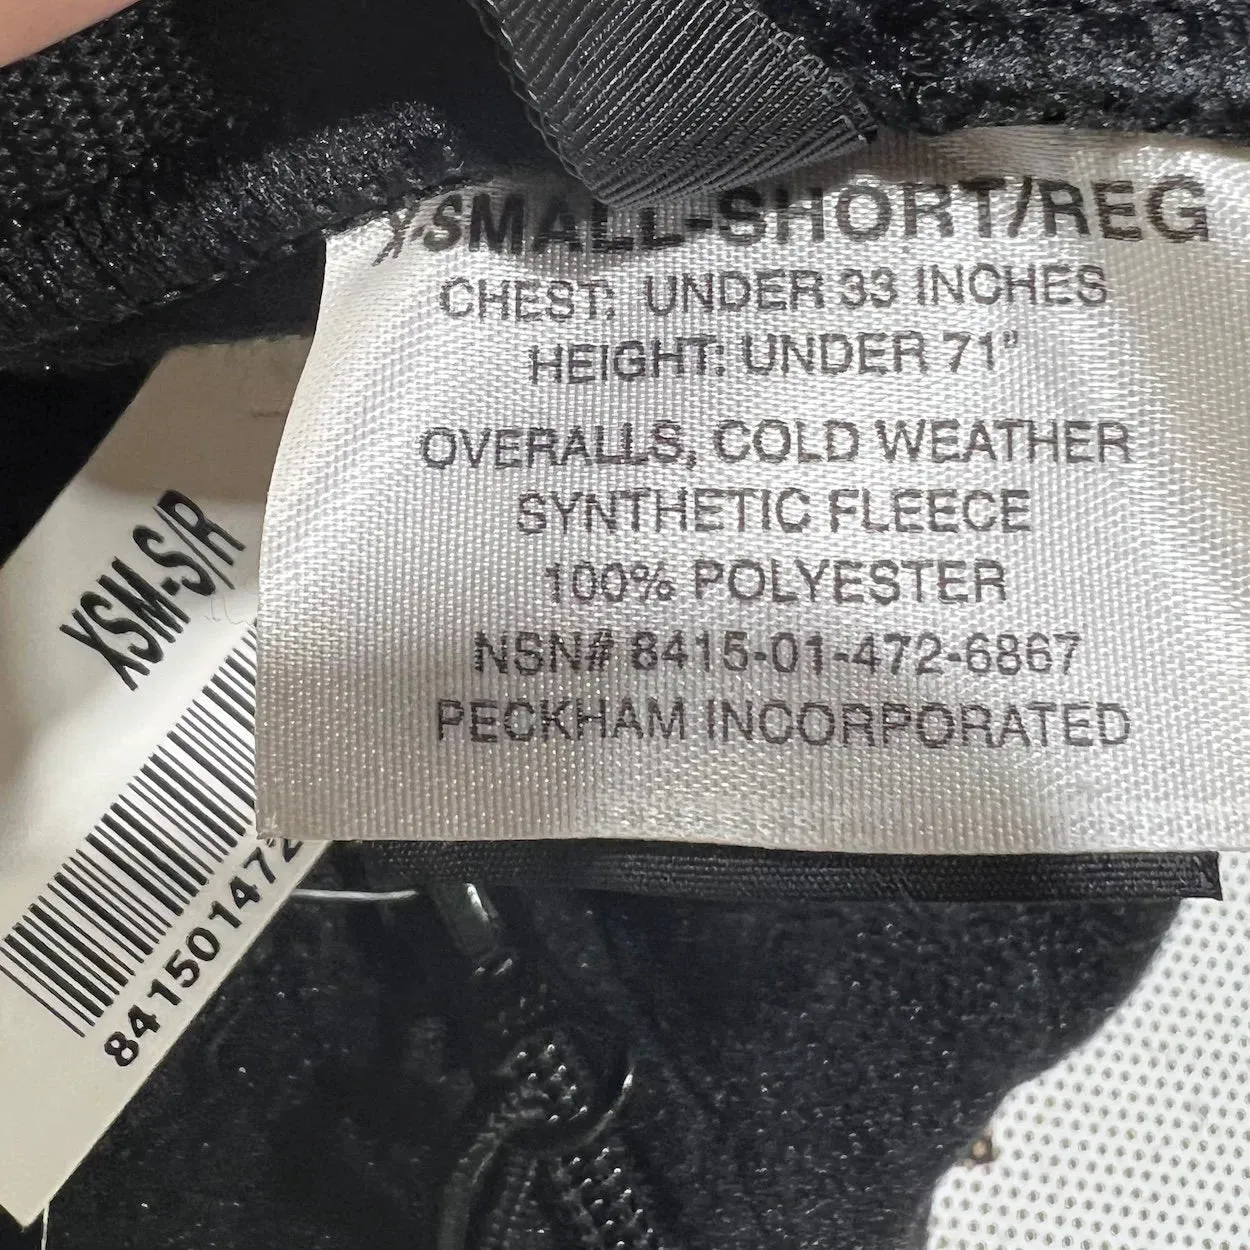 X-SMALL-SHORT/REG
CHEST: UNDER 33 INCHES
HEIGHT: UNDER 71"
OVERALLS, COLD WEATHER
SYNTHETIC FLEECE
100% POLYESTER
NSN# 8415-01-472-6867
PECKHAM INCORPORATED
XSM-S/R
841501472